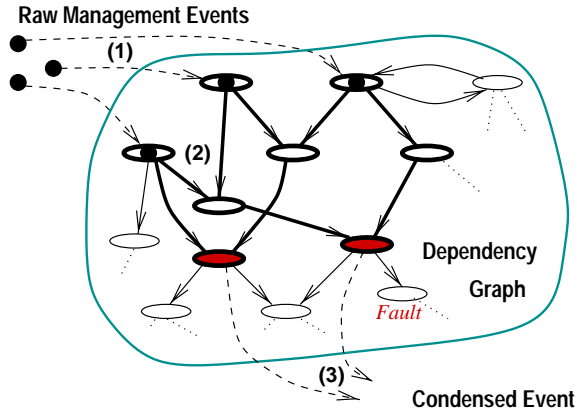 Raw Management Events
(1)
(2)
Dependency
Graph
Fault
(3)
Condensed Event